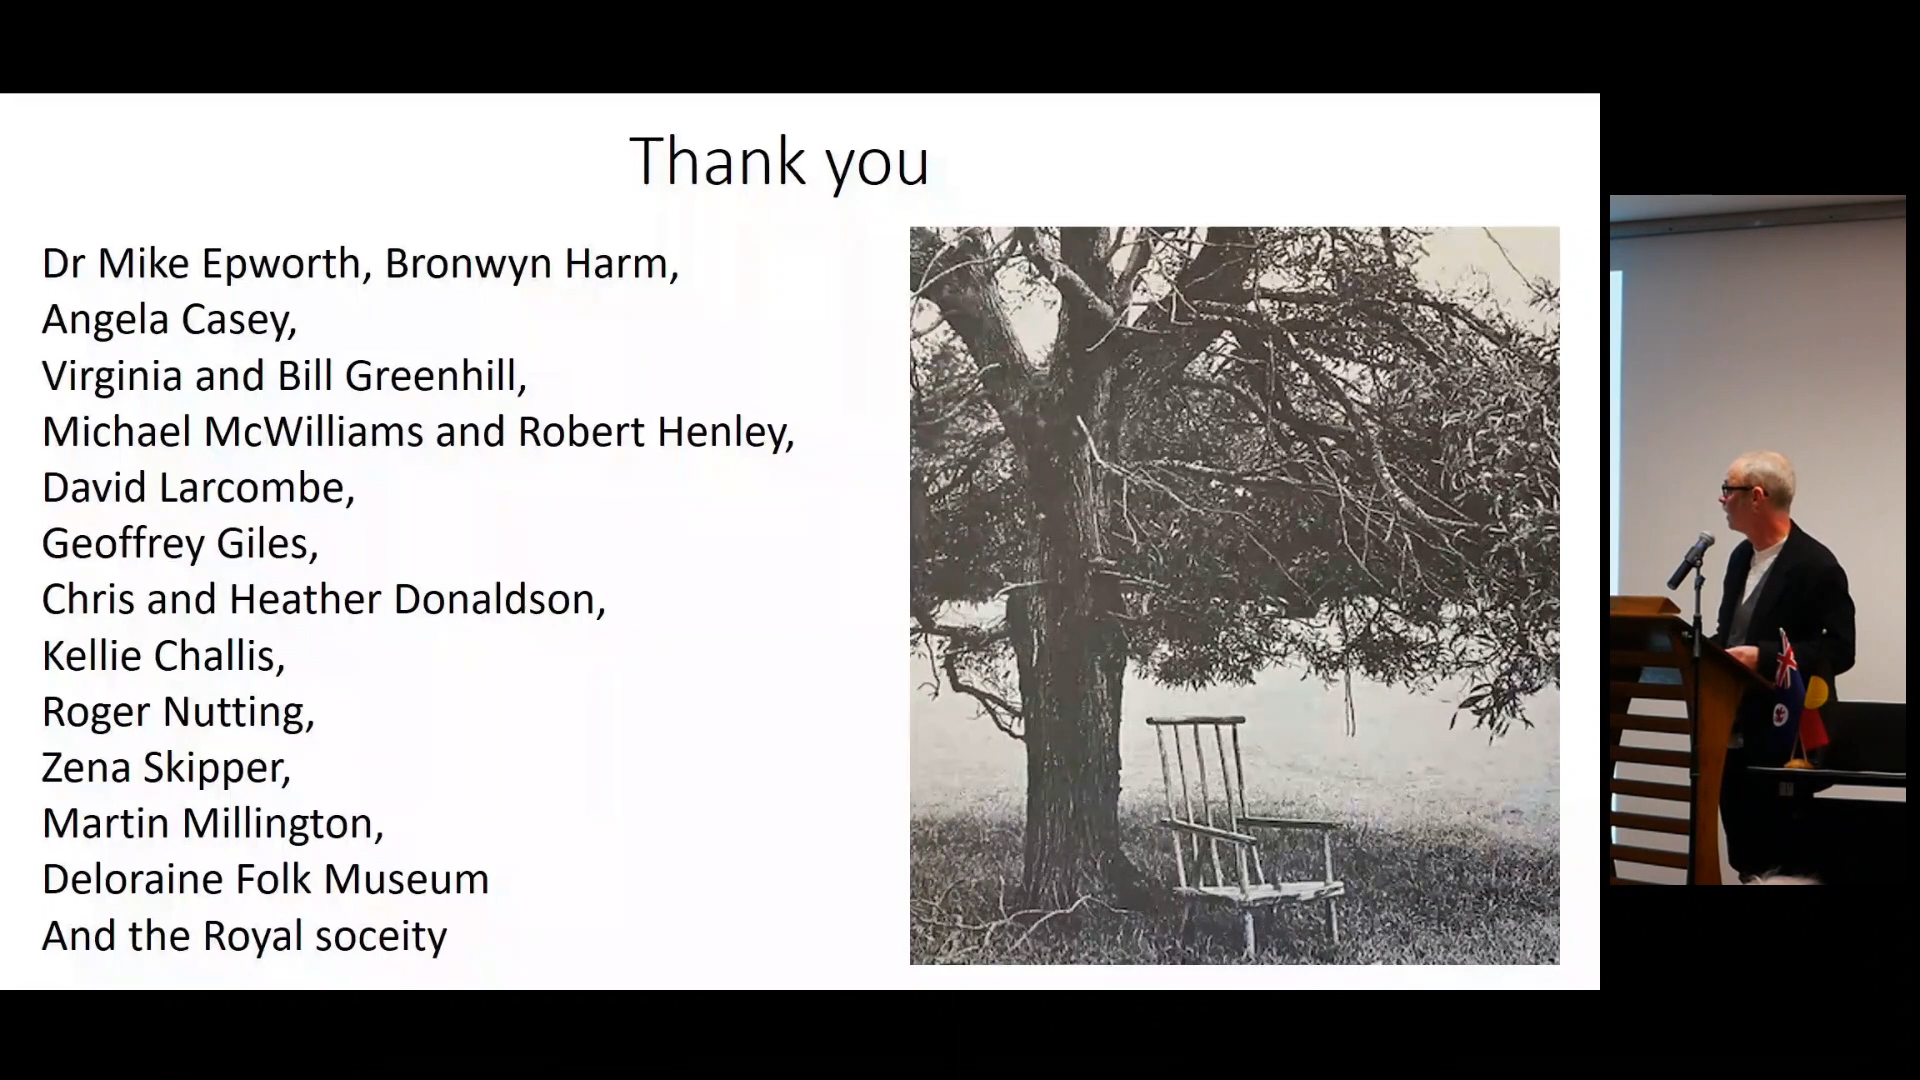 Thank you
Dr Mike Epworth, Bronwyn Harm,
Angela Casey,
Virginia and Bill Greenhill,
Michael McWilliams and Robert Henley,
David Larcombe,
Geoffrey Giles,
Chris and Heather Donaldson,
Kellie Challis,
Roger Nutting,
Zena Skipper,
Martin Millington,
Deloraine Folk Museum
And the Royal soceity